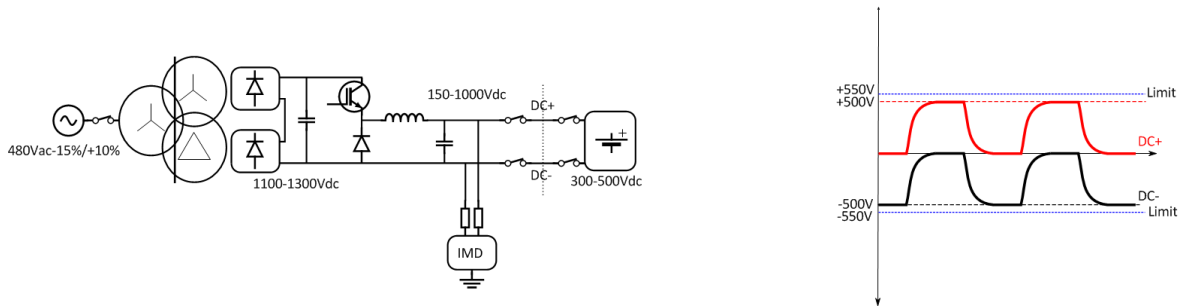 480Vac-15%/+10%
1100-1300Vdc
150-1000Vdc
DC+
DC-
300-500Vdc
+
IMD
+550V
+500V
Limit
DC+
DC-
-500V
-550V
Limit